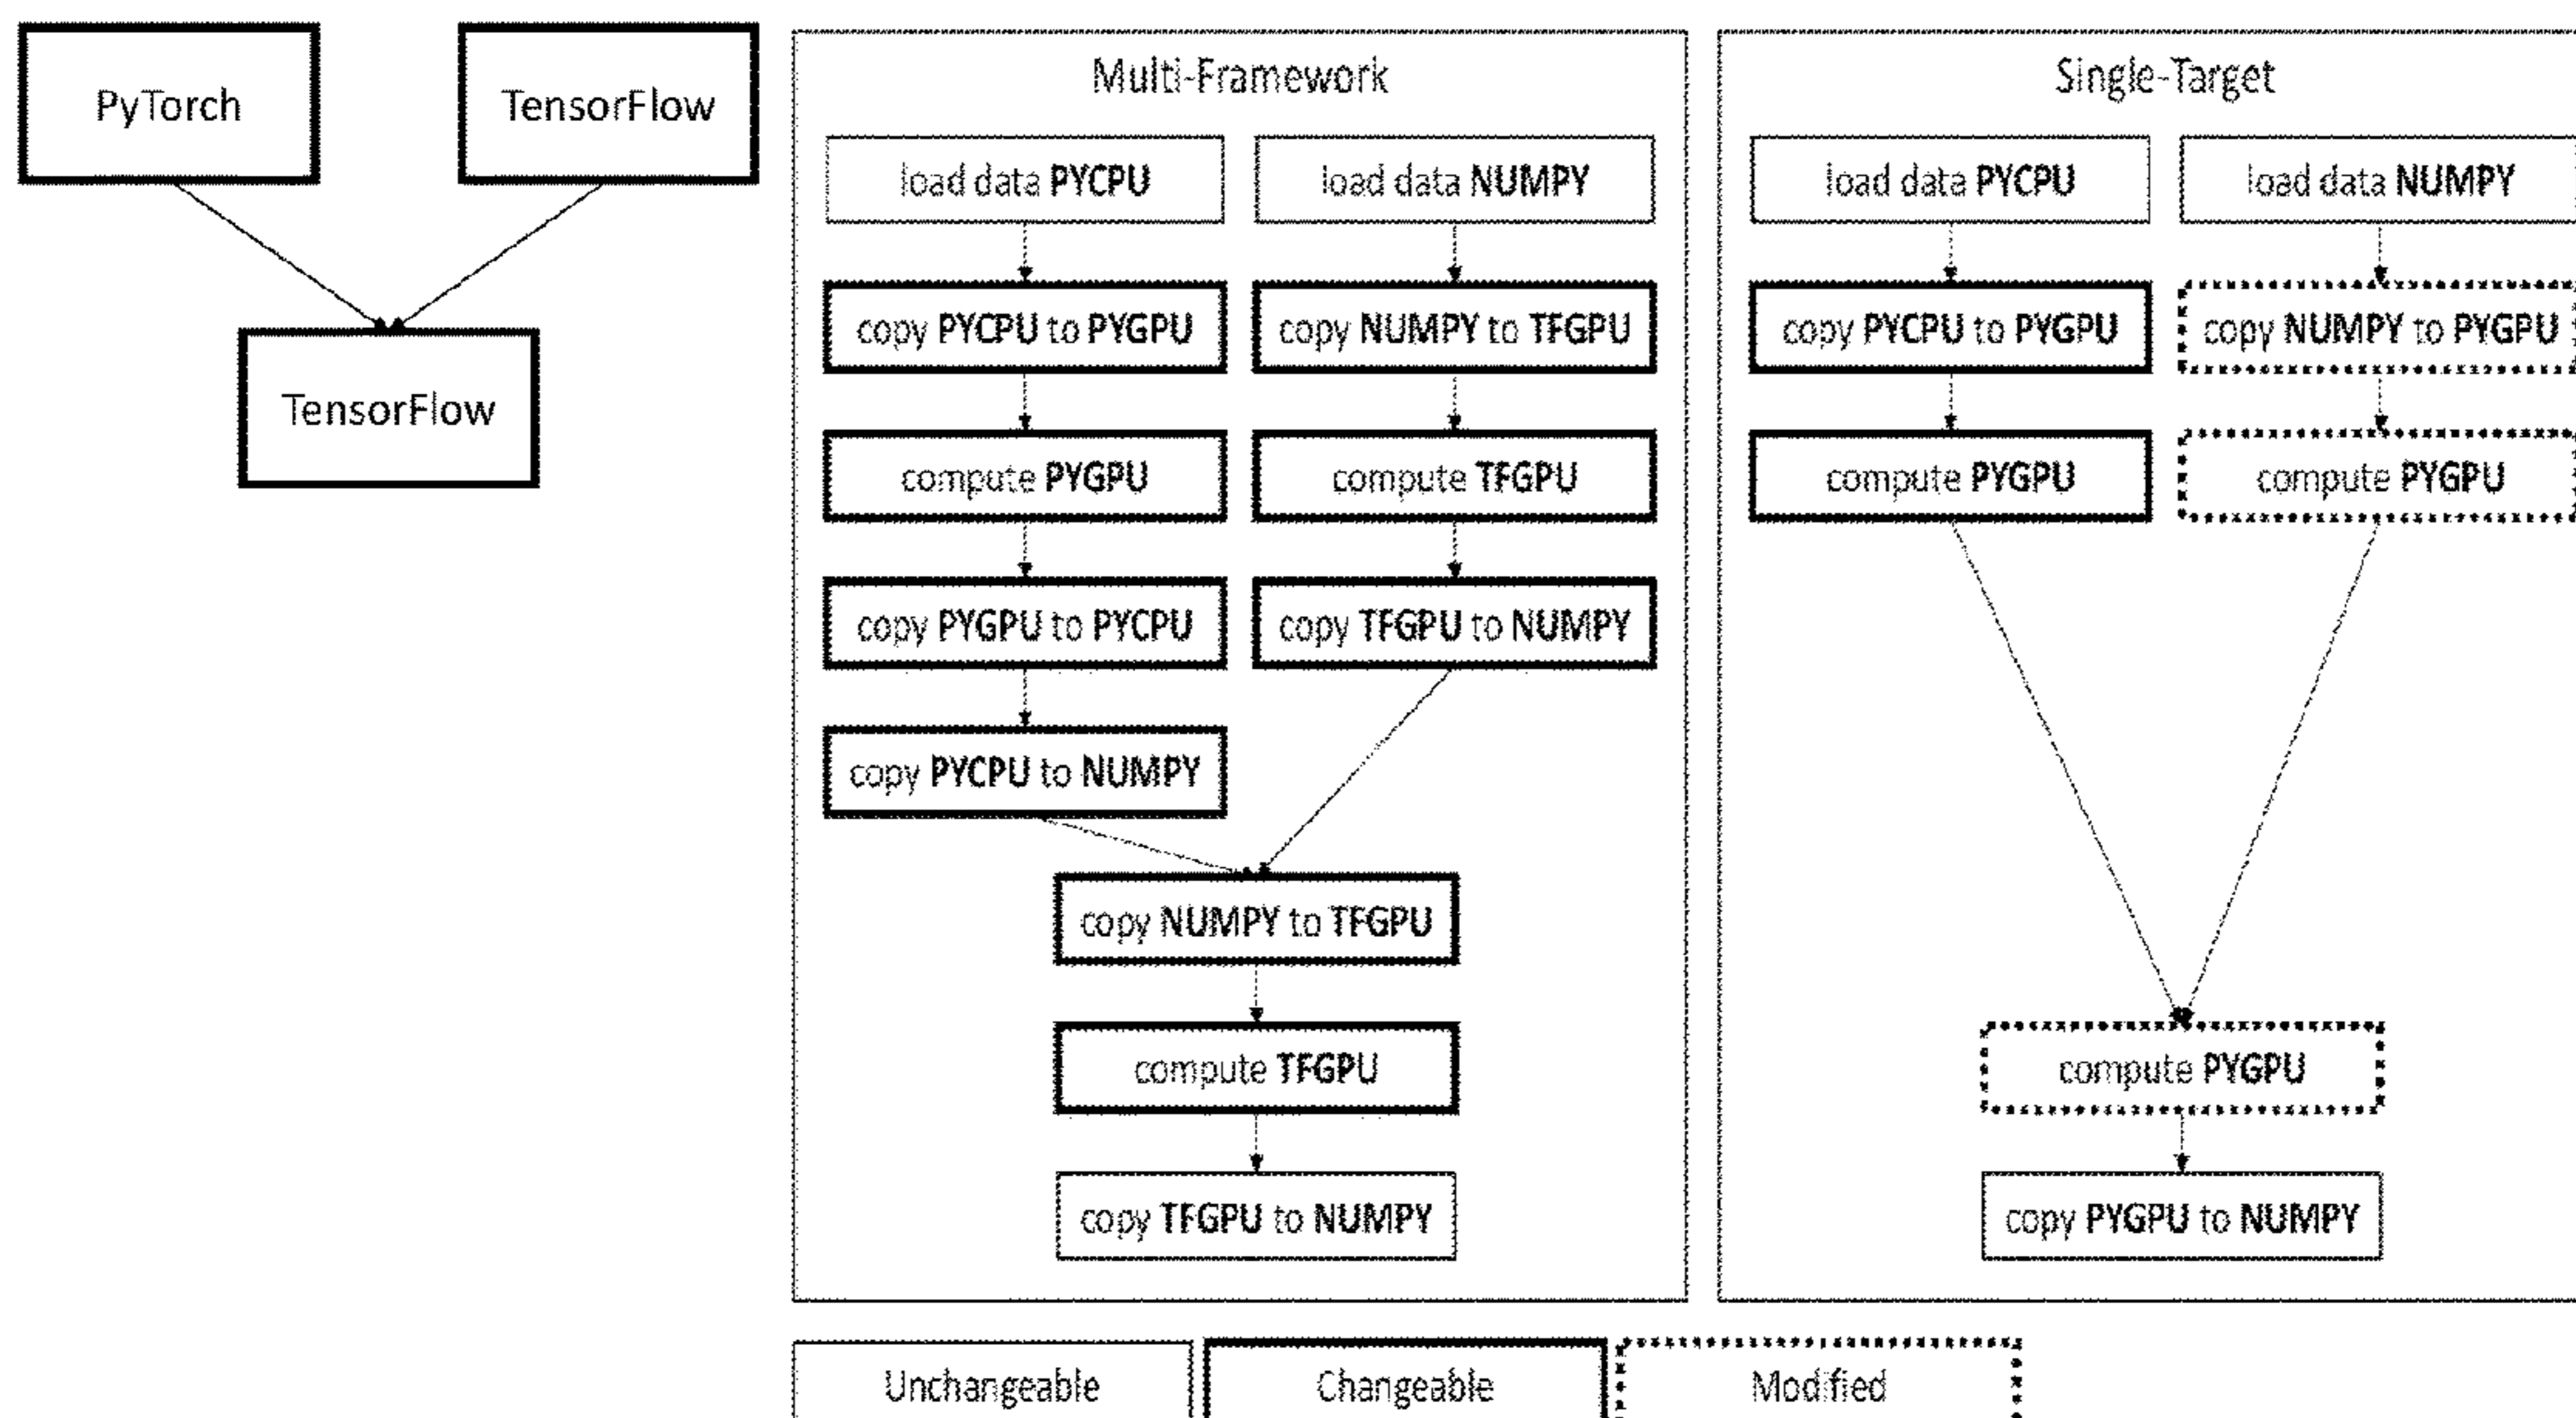 PyTorch
TensorFlow
TensorFlow
Multi-Framework
load data PYCPU
load data NUMPY
copy PYCPU to PYGPU
copy NUMPY to TFGPU
compute PYGPU
compute TFGPU
copy PYGPU to PYCPU
copy TFGPU to NUMPY
copy PYCPU to NUMPY
copy NUMPY to TFGPU
compute TFGPU
copy TFGPU to NUMPY
Single-Target
load data PYCPU
load data NUMPY
copy PYCPU to PYGPU
copy NUMPY to PYGPU
compute PYGPU
compute PYGPU
compute PYGPU
copy PYGPU to NUMPY
Unchangeable
Changeable
Modified